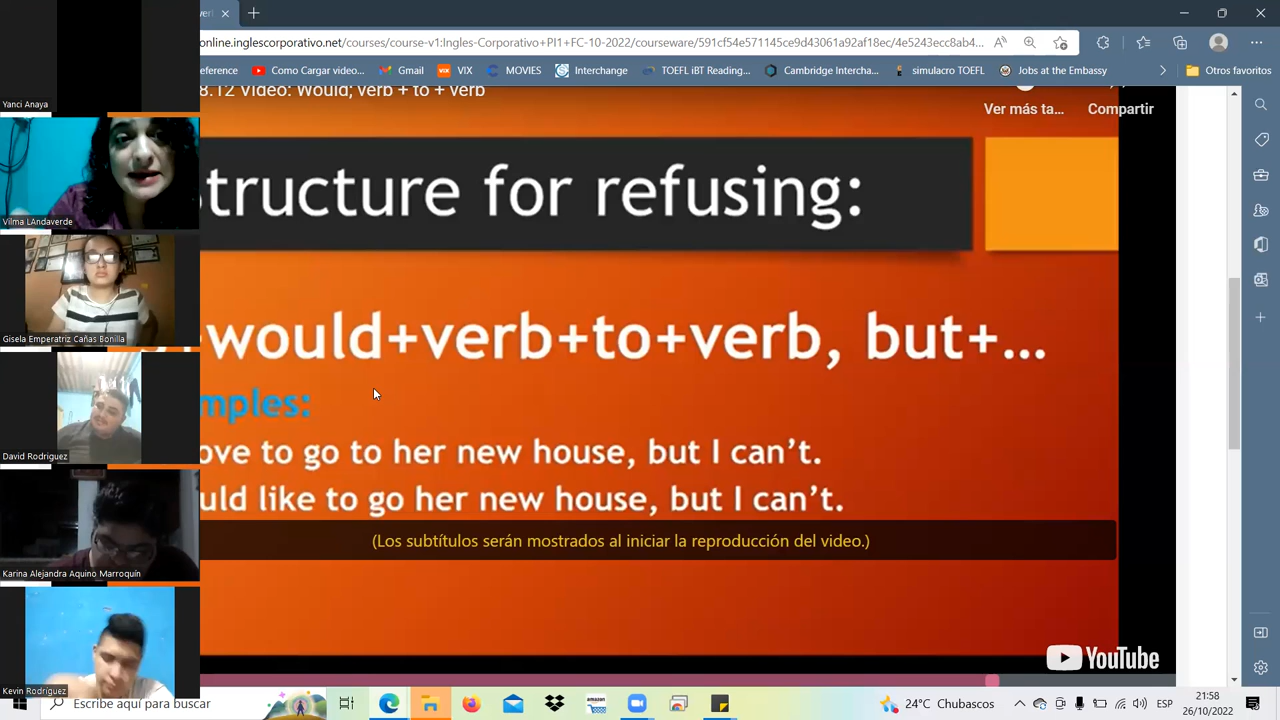 online.inglescorporativo.net/courses/course-v1:Ingles-Corporativo+PI1+FC-10-2022/courseware/591cf54e571145ce9d43061a92af18ec/4e5243ecc8ab4...
eference
Como Cargar video...
Gmail
VIX
MOVIES
Interchange
TOEFL iBT Reading...
Cambridge Intercha...
simulacro TOEFL
Jobs at the Embassy
Otros favoritos
8.12 Video: Would; verb + to + verb
Ver más ta...
Compartir
tructure for refusing:
+would+verb+to+verb, but+...
mples:
ove to go to her new house, but I can't.
uld like to go her new house, but I can't.
(Los subtítulos serán mostrados al iniciar la reproducción del video.)
YouTube
Yanci Anaya
Vilma LAndaverde
Gisela Emperatriz Cañas Bonilla
David Rodriguez
Karina Alejandra Aquino Marroquín
Kevin Rodríguez
Escribe aquí para buscar
amazon
24°C Chubascos
ESP
21:58
26/10/2022